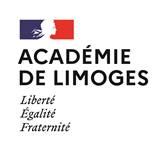 ACADÉMIE
DE LIMOGES
Liberté
Égalité
Fraternité